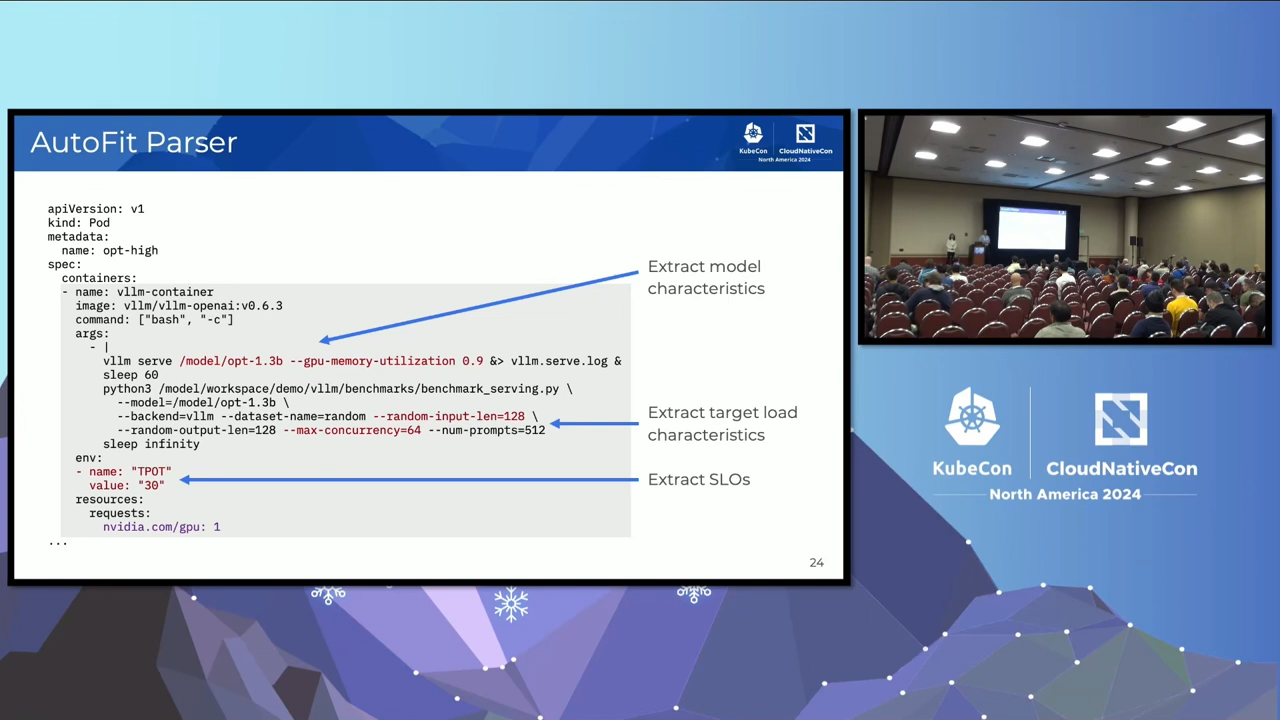 AutoFit Parser
KubeCon
CloudNativeCon
North America 2024
apiVersion: v1
kind: Pod
metadata:
  name: opt-high
spec:
  containers:
  - name: vllm-container
    image: vllm/vllm-openai:v0.6.3
    command: ["bash", "-c"]
    args:
      - |
        vllm serve /model/opt-1.3b --gpu-memory-utilization 0.9 &> vllm.serve.log &
        sleep 60
        python3 /model/workspace/demo/vllm/benchmarks/benchmark_serving.py \
          --model=/model/opt-1.3b \
          --backend=vllm --dataset-name=random --random-input-len=128 \
          --random-output-len=128 --max-concurrency=64 --num-prompts=512
        sleep infinity
    env:
    - name: "TPOT"
      value: "30"
    resources:
      requests:
        nvidia.com/gpu: 1
...
Extract model
characteristics
Extract target load
characteristics
Extract SLOs
24
KubeCon
CloudNativeCon
North America 2024